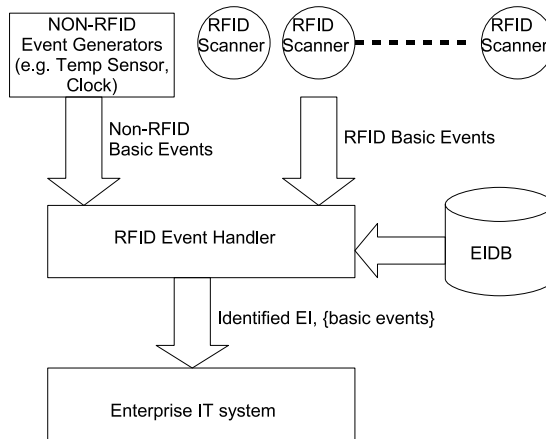 NON-RFID
Event Generators
(e.g. Temp Sensor,
Clock)
RFID
Scanner
RFID
Scanner
RFID
Scanner
Non-RFID
Basic Events
RFID Basic Events
RFID Event Handler
EIDB
Identified EI, {basic events}
Enterprise IT system